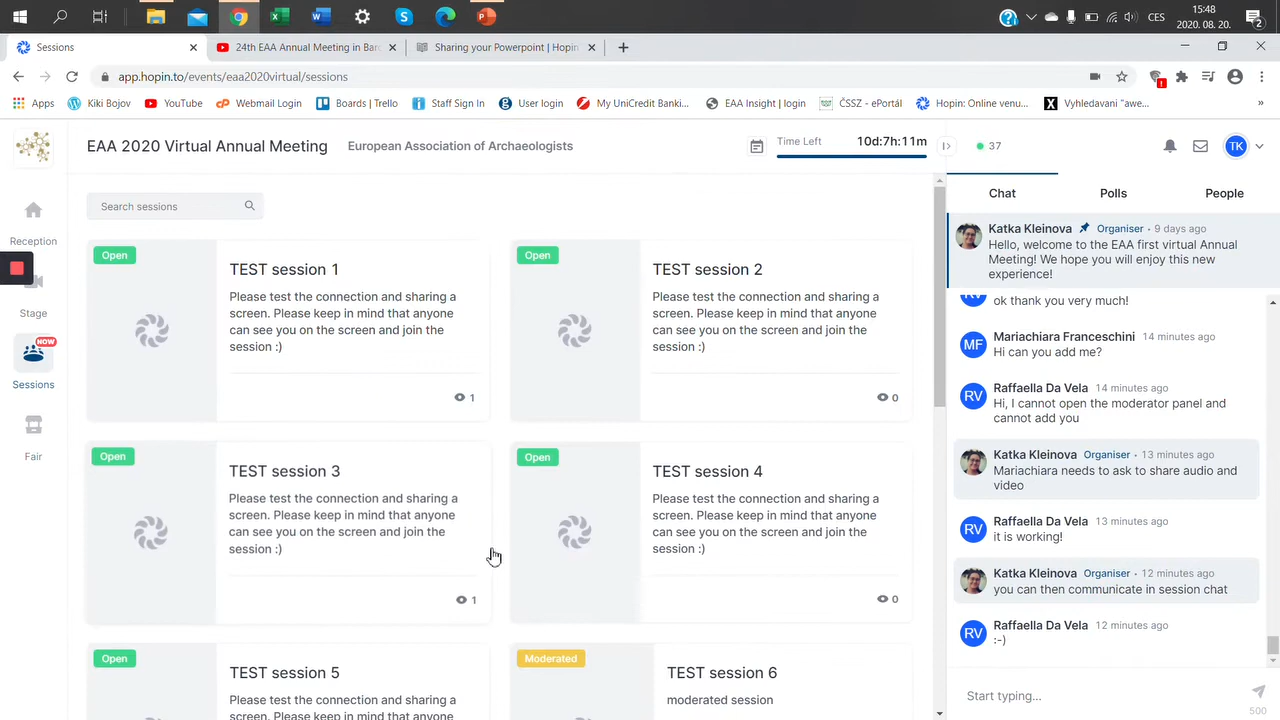 15:48
CES
2020. 08. 20.
2
Sessions
24th EAA Annual Meeting in Bar
Sharing your Powerpoint | Hopin
app.hopin.to/events/eaa2020virtual/sessions
Apps
Kiki Bojov
YouTube
Webmail Login
Boards | Trello
Staff Sign In
User login
My UniCredit Banki...
EAA Insight | login
ČSSZ - ePortál
Hopin: Online venu...
Vyhledavani "awe...
EAA 2020 Virtual Annual Meeting
European Association of Archaeologists
Time Left
10d:7h:11m
37
TK
Reception
Stage
NOW
Sessions
Fair
Search sessions
Open
TEST session 1
Please test the connection and sharing a
screen. Please keep in mind that anyone
can see you on the screen and join the
session :)
1
Open
TEST session 2
Please test the connection and sharing a
screen. Please keep in mind that anyone
can see you on the screen and join the
session :)
0
Open
TEST session 3
Please test the connection and sharing a
screen. Please keep in mind that anyone
can see you on the screen and join the
session :)
1
Open
TEST session 4
Please test the connection and sharing a
screen. Please keep in mind that anyone
can see you on the screen and join the
session :)
0
Open
TEST session 5
Please test the connection and sharing a
screen. Please keep in mind that anyone
Moderated
TEST session 6
moderated session
Chat
Polls
People
Katka Kleinova Organiser • 9 days ago
Hello, welcome to the EAA first virtual Annual
Meeting! We hope you will enjoy this new
experience!
RV
ok thank you very much!
MF
Mariachiara Franceschini 14 minutes ago
Hi can you add me?
RV
Raffaella Da Vela 14 minutes ago
Hi, I cannot open the moderator panel and
cannot add you
Katka Kleinova Organiser • 13 minutes ago
Mariachiara needs to ask to share audio and
video
RV
Raffaella Da Vela 13 minutes ago
it is working!
Katka Kleinova Organiser • 12 minutes ago
you can then communicate in session chat
RV
Raffaella Da Vela 12 minutes ago
:-)
Start typing...
500